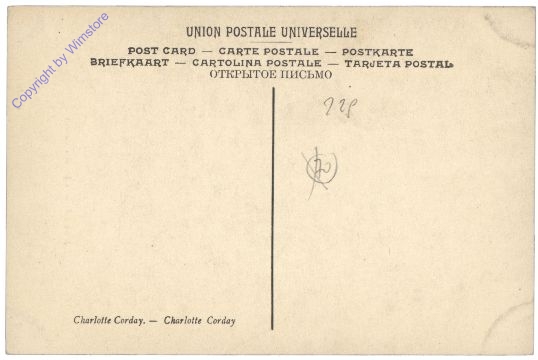 UNION POSTALE UNIVERSELLE
POST CARD — CARTE POSTALE — POSTKARTE
BRIEFKAART — CARTOLINA POSTALE — TARJETA POSTAL
ОТКРЫТОЕ ПИСЬМО
Copyright by Wimstore
Charlotte Corday. — Charlotte Corday